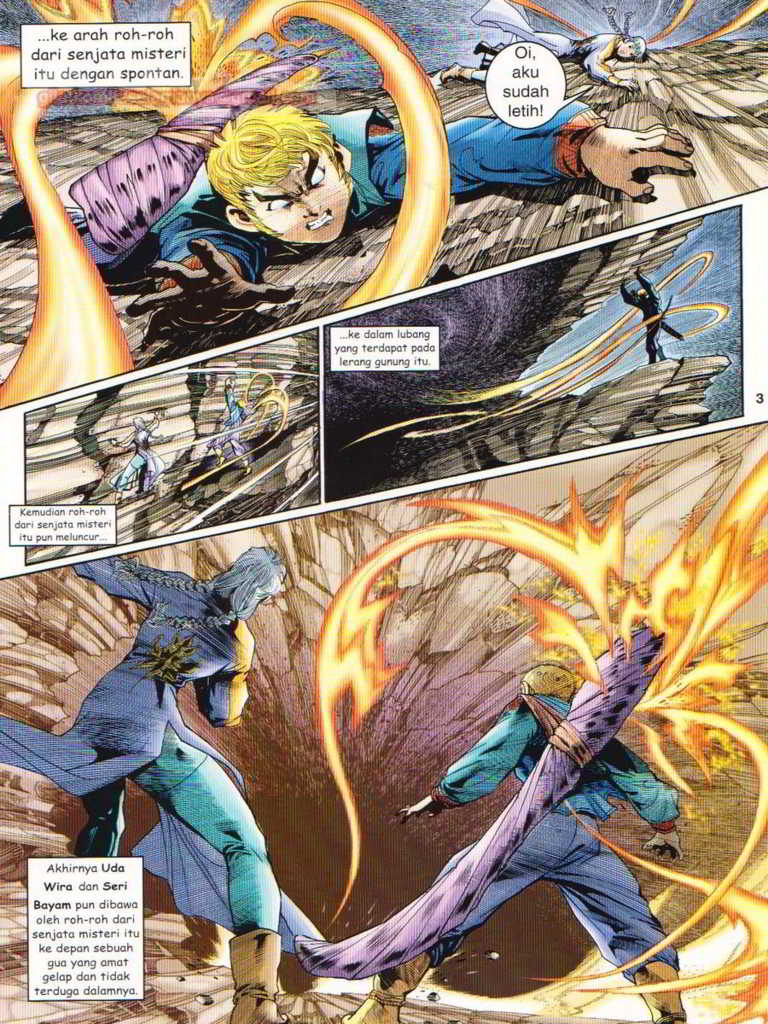 ...ke arah roh-roh
dari senjata misteri
itu dengan spontan.
Oi,
aku
sudah
letih!
...ke dalam lubang
yang terdapat pada
lerang gunung itu.
3
Kemudian roh-roh
dari senjata misteri
itu pun meluncur...
Akhirnya Uda
Wira dan Seri
Bayam pun dibawa
oleh roh-roh dari
senjata misteri itu
ke depan sebuah
gua yang amat
gelap dan tidak
terduga dalamnya.